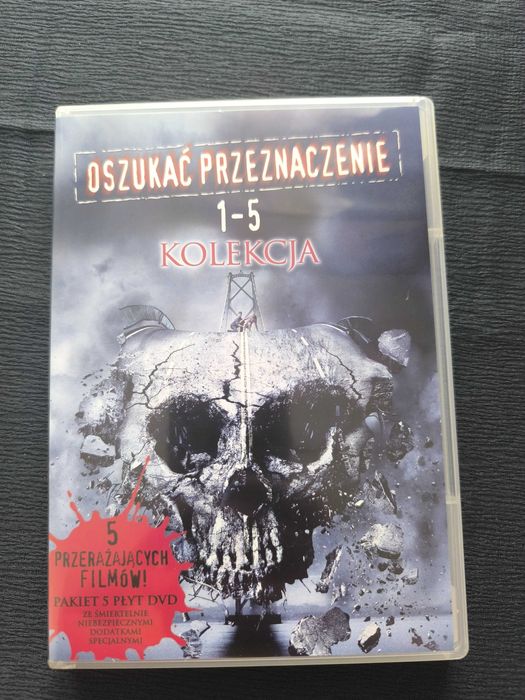 OSZUKAĆ PRZEZNACZENIE
1-5
KOLEKCJA
5
PRZERAŻAJĄCYCH
FILMÓW!
PAKIET 5 PŁYT DVD
ZE ŚMIERTELNIE
NIEBEZPIECZNYMI
DODATKAMI
SPECJALNYMI